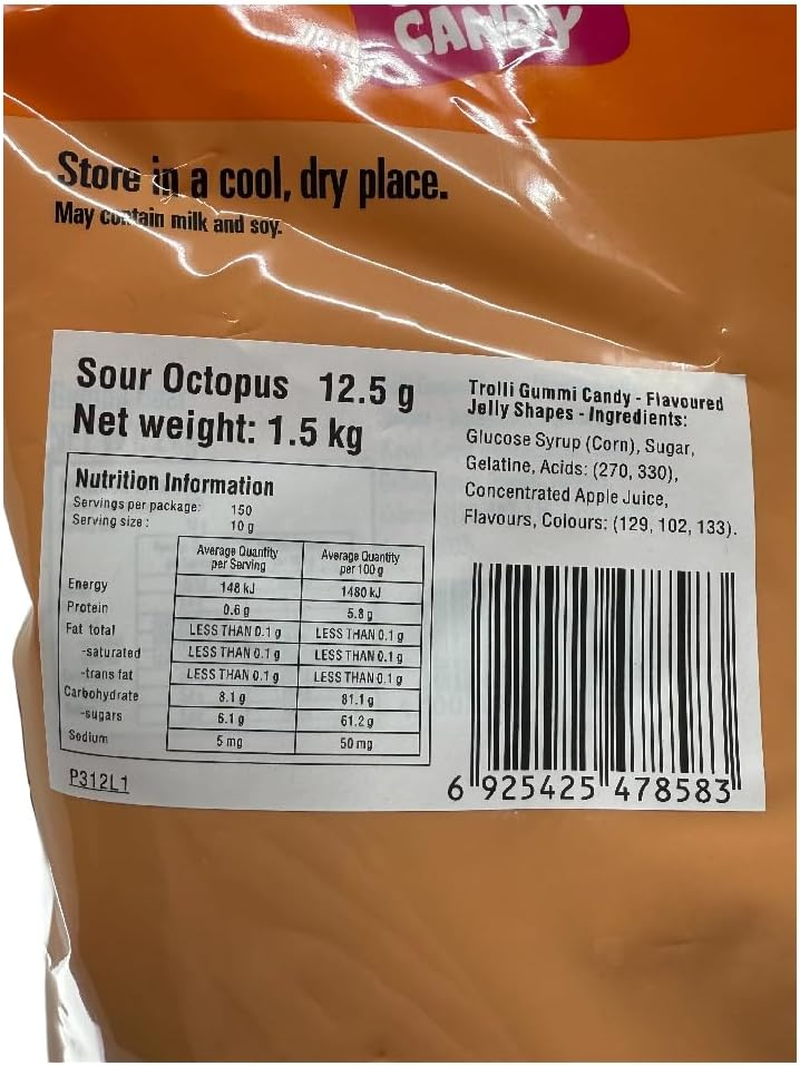 CANDY
Store in a cool, dry place.
May contain milk and soy.
Sour Octopus 12.5 g
Net weight: 1.5 kg
Nutrition Information
Servings per package: 150
Serving size: 10 g
Average Quantity per Serving Average Quantity per 100 g
Energy 148 kJ 1480 kJ
Protein 0.6 g 5.8 g
Fat total LESS THAN 0.1 g LESS THAN 0.1 g
-saturated LESS THAN 0.1 g LESS THAN 0.1 g
-trans fat LESS THAN 0.1 g LESS THAN 0.1 g
Carbohydrate 8.1 g 81.1 g
-sugars 6.1 g 61.2 g
Sodium 5 mg 50 mg
P312L1
Trolli Gummi Candy - Flavoured
Jelly Shapes - Ingredients:
Glucose Syrup (Corn), Sugar,
Gelatine, Acids: (270, 330),
Concentrated Apple Juice,
Flavours, Colours: (129, 102, 133).
6 925425 478583